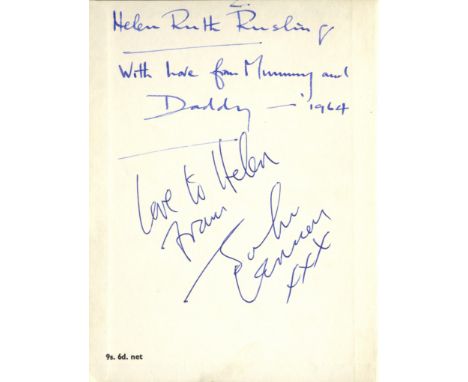 Helen Ruth Rusling
With love from Mummy and
Daddy — 1964
Love to Helen
from
John
Lennon
xxx
9s. 6d. net